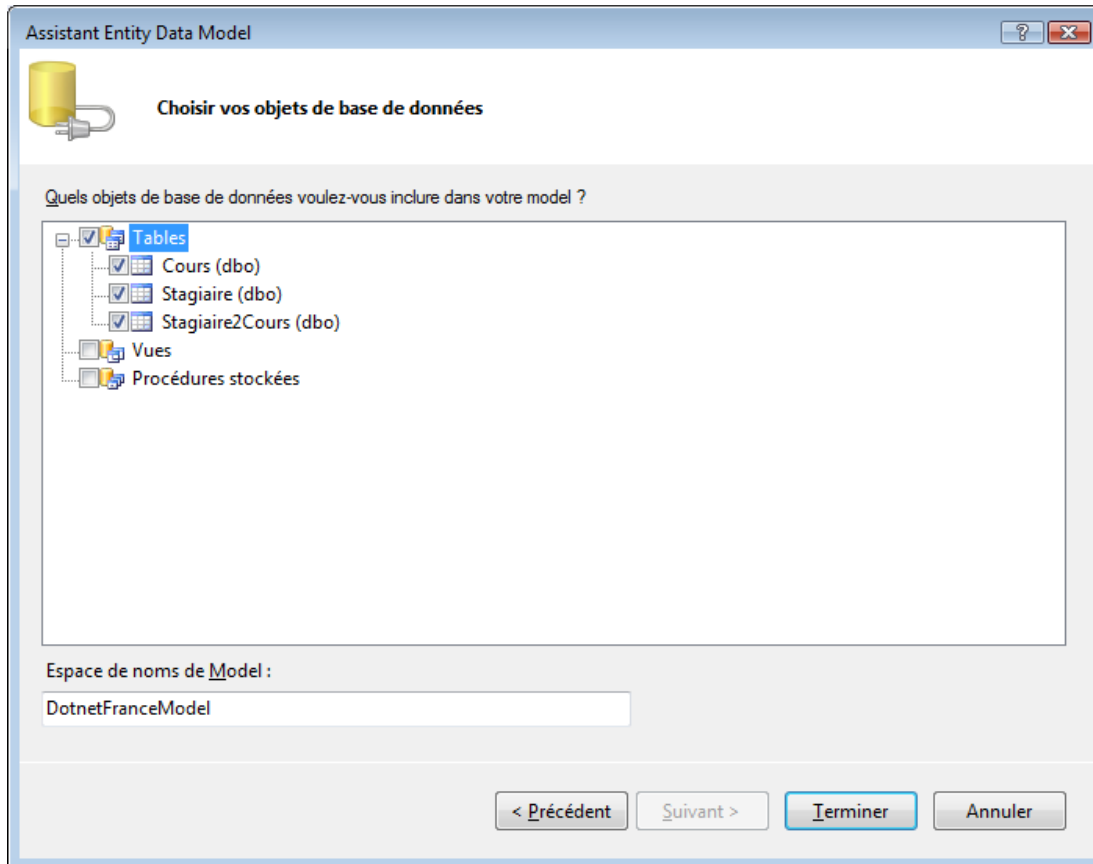 Assistant Entity Data Model
Choisir vos objets de base de données
Quels objets de base de données voulez-vous inclure dans votre model ?
Tables
Cours (dbo)
Stagiaire (dbo)
Stagiaire2Cours (dbo)
Vues
Procédures stockées
Espace de noms de Model :
DotnetFranceModel
< Précédent Suivant > Terminer Annuler